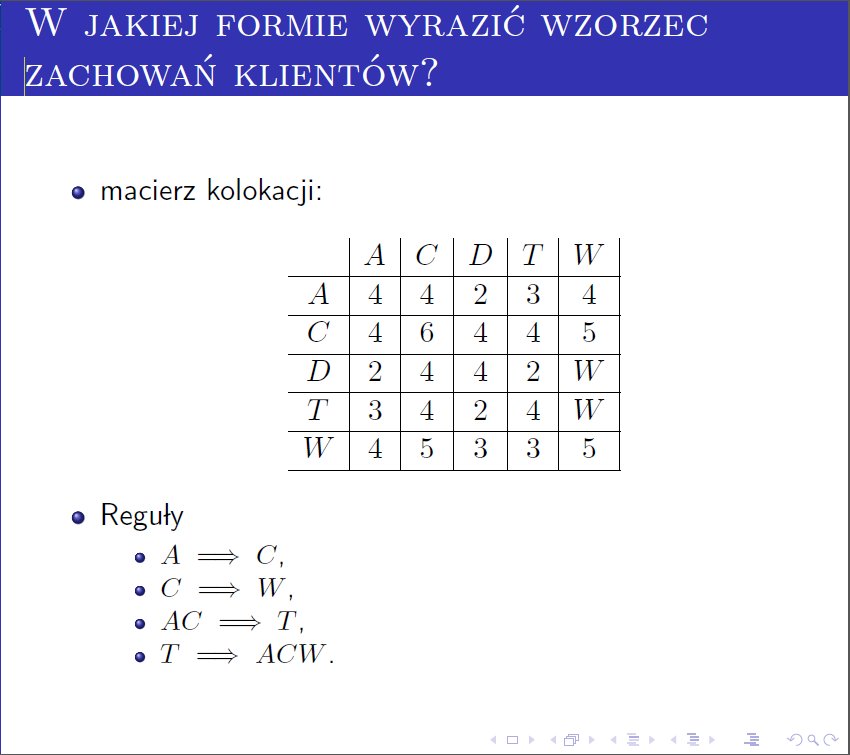 W JAKIEJ FORMIE WYRAZIĆ WZORZEC
ZACHOWAŃ KLIENTÓW?
macierz kolokacji:
A C D T W
A 4 4 2 3 4
C 4 6 4 4 5
D 2 4 4 2 W
T 3 4 2 4 W
W 4 5 3 3 5
Reguły
A ⟹ C,
C ⟹ W,
AC ⟹ T,
T ⟹ ACW.